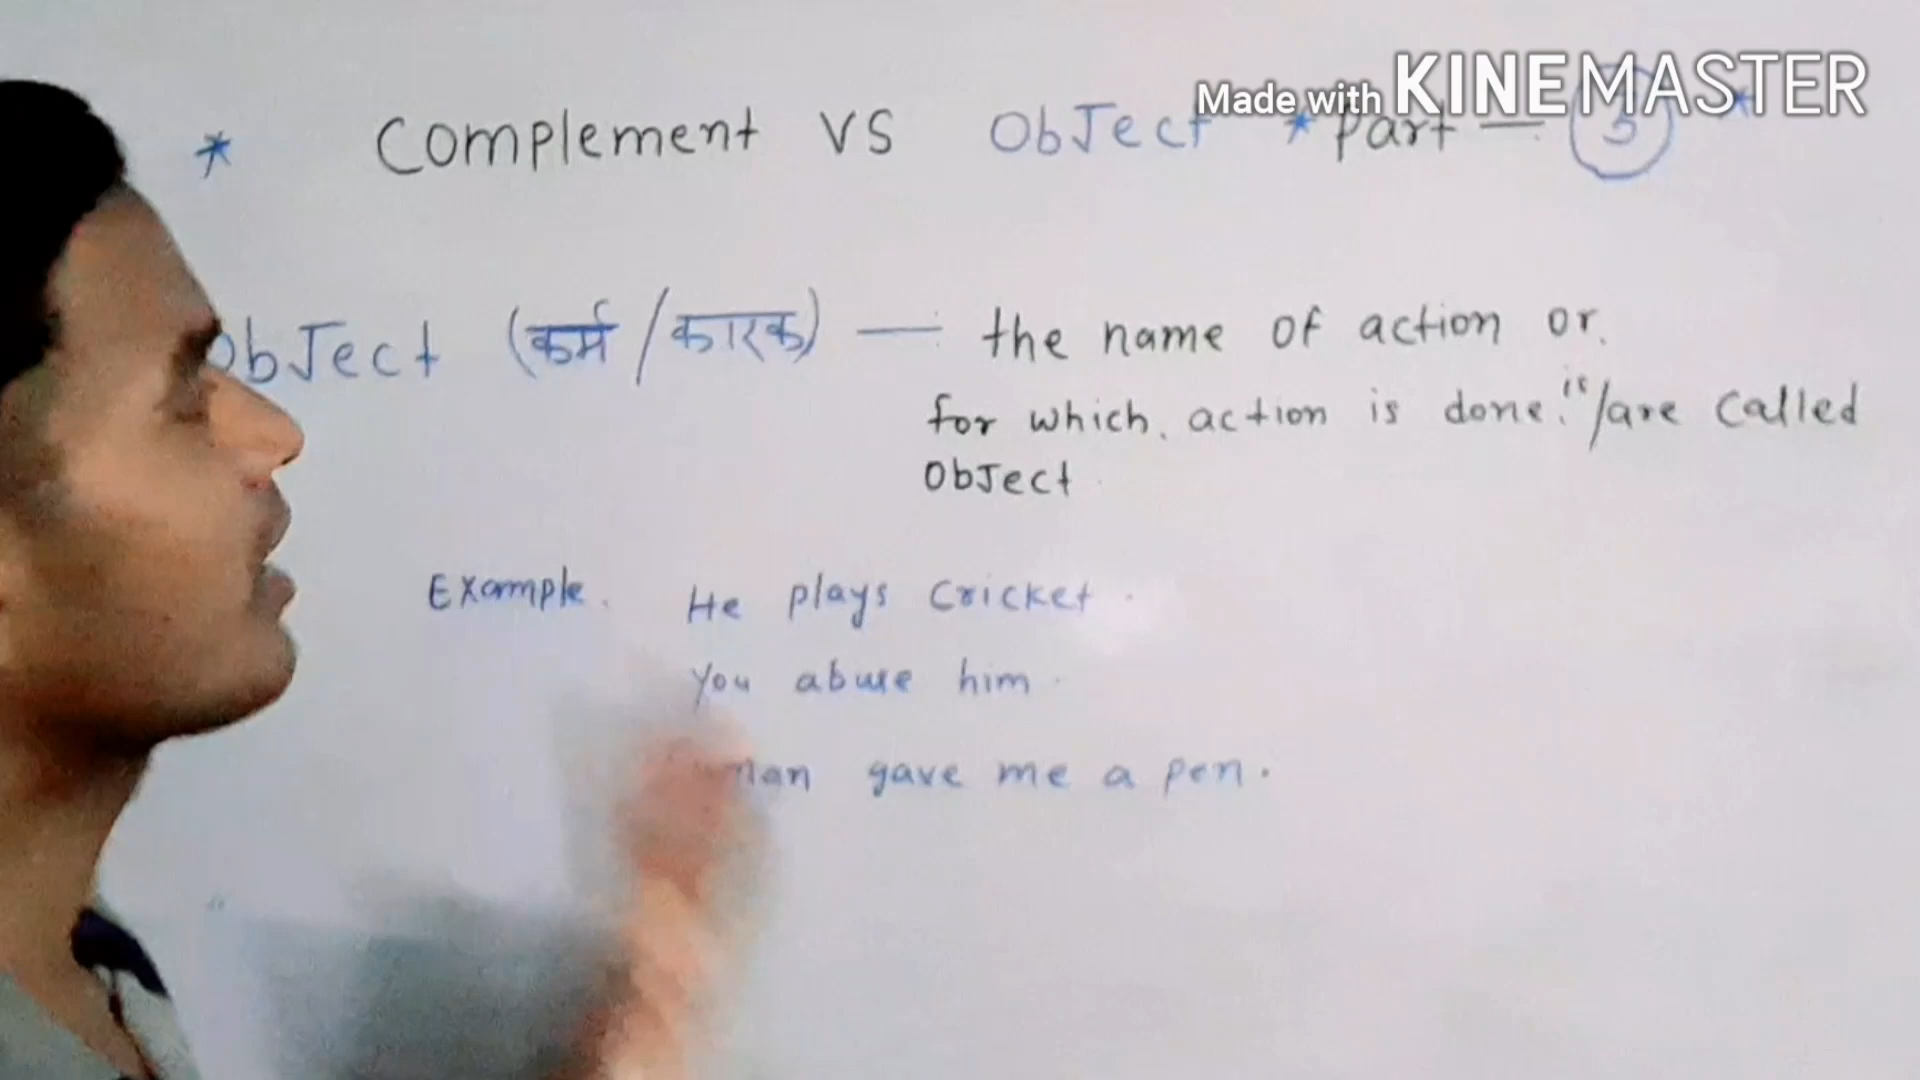 Made with KINEMASTER
* Complement VS Object * Part — 3 *
Object (कर्म/कारक) — the name of action or
for which action is done is/are called
Object
Example. He plays cricket.
You abuse him.
gave me a pen.